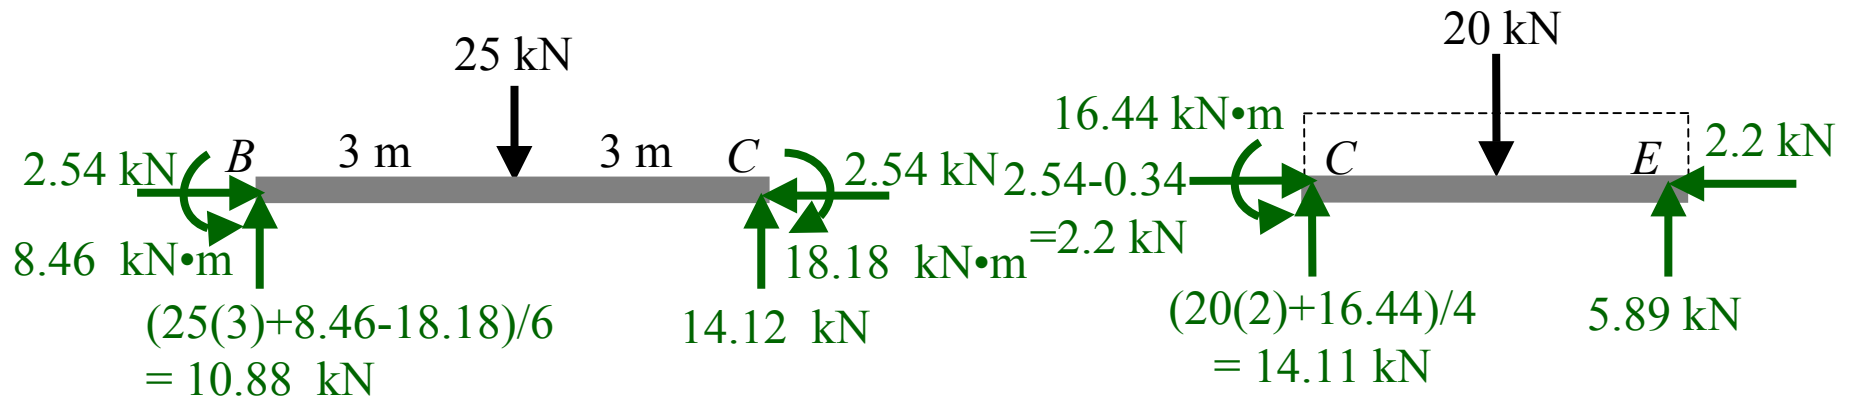 25 kN
B
3 m
3 m
C
2.54 kN
2.54 kN
8.46 kN•m
18.18 kN•m
(25(3)+8.46-18.18)/6
= 10.88 kN
14.12 kN
20 kN
16.44 kN•m
C
E
2.2 kN
2.54-0.34
=2.2 kN
(20(2)+16.44)/4
= 14.11 kN
5.89 kN